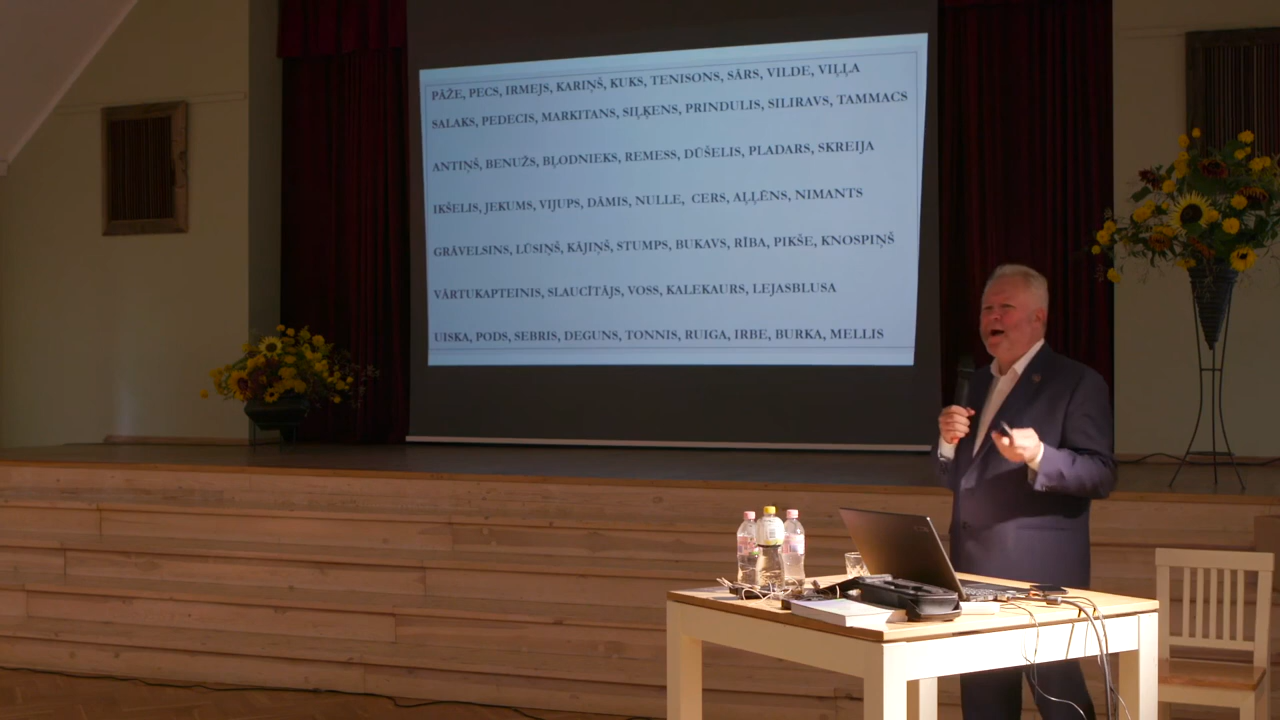 PĀŽE, PECS, IRMEJS, KARIŅŠ, KUKS, TENISONS, SĀRS, VILDE, VIĻĻA
SALAKS, PEDECIS, MARKITANS, SIĻĶENS, PRINDULIS, SILIRAVS, TAMMACS
ANTIŅŠ, BENUŽS, BĻODNIEKS, REMESS, DŪŠELIS, PLADARS, SKREIJA
IKŠELIS, JEKUMS, VIJUPS, DĀMIS, NULLE, CERS, AĻĻĒNS, NIMANTS
GRĀVELSINS, LŪSIŅŠ, KĀJIŅŠ, STUMPS, BUKAVS, RĪBA, PIKŠE, KNOSPIŅŠ
VĀRTUKAPTEINIS, SLAUCĪTĀJS, VOSS, KALEKAURS, LEJASBLUSA
UISKA, PODS, SEBRIS, DEGUNS, TONNIS, RUIGA, IRBE, BURKA, MELLIS